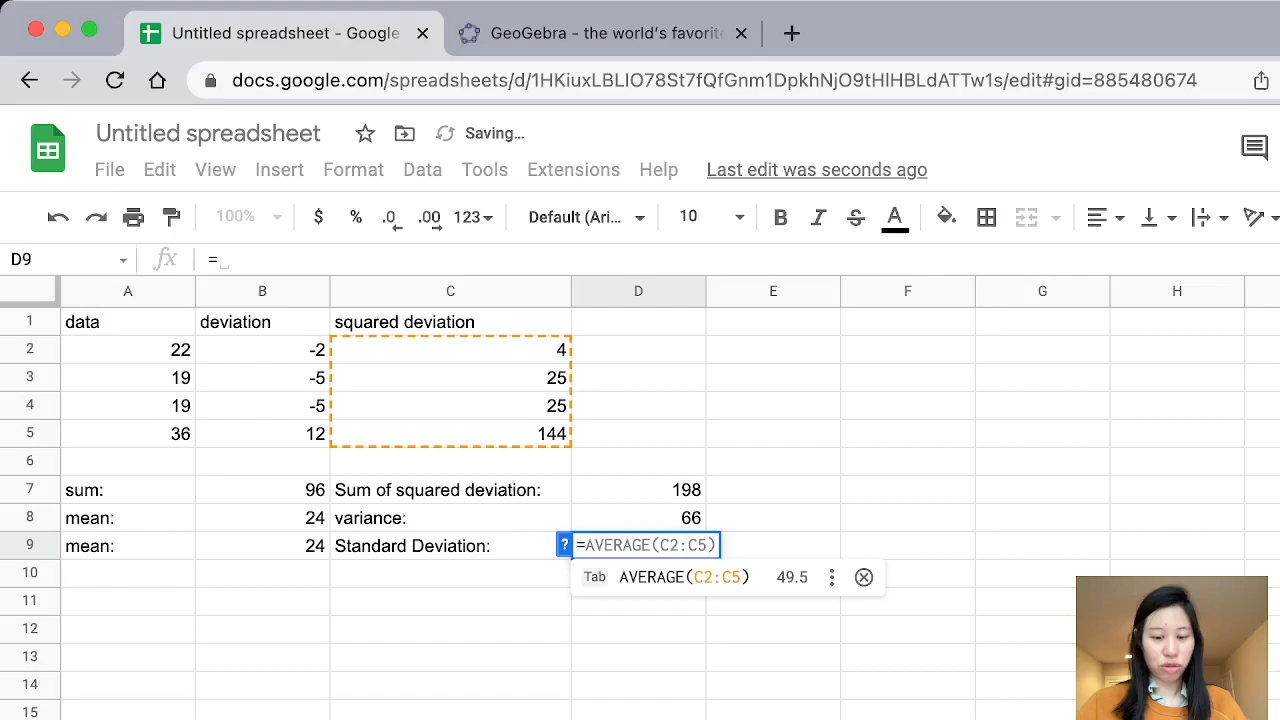 Untitled spreadsheet - Google
GeoGebra - the world's favorite
docs.google.com/spreadsheets/d/1HKiuxLBLIO78St7fQfGnm1DpkhNjO9tHlHBLdATTw1s/edit#gid=885480674
Untitled spreadsheet Saving...
File Edit View Insert Format Data Tools Extensions Help Last edit was seconds ago
100% $ % .0 .00 123 Default (Ari... 10 B I S A
D9 fx =
A B C D E F G H
1 data deviation squared deviation
2 22 -2 4
3 19 -5 25
4 19 -5 25
5 36 12 144
6
7 sum: 96 Sum of squared deviation: 198
8 mean: 24 variance: 66
9 mean: 24 Standard Deviation: ? =AVERAGE(C2:C5)
Tab AVERAGE(C2:C5) 49.5
10
11
12
13
14
15